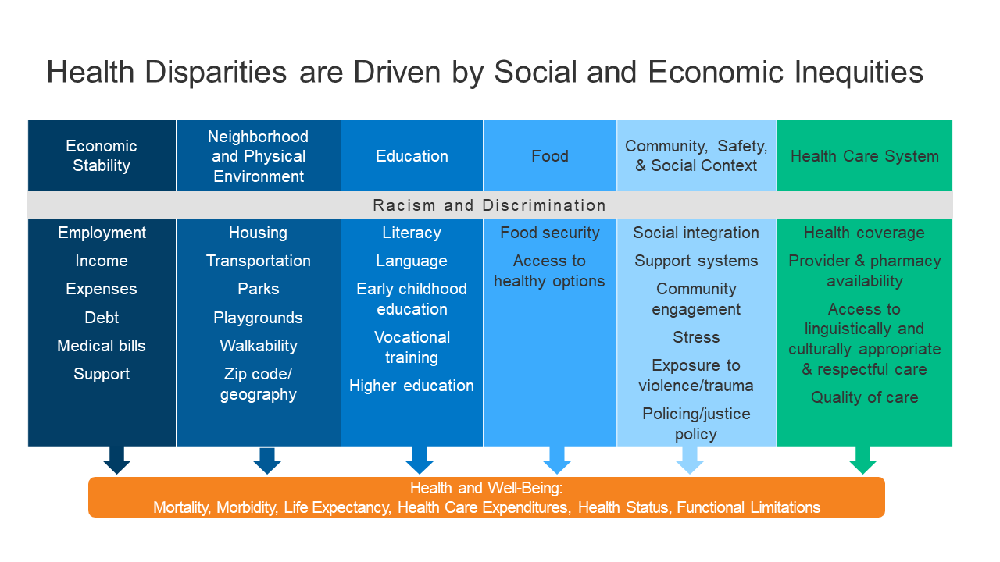 Health Disparities are Driven by Social and Economic Inequities
Economic
Stability
Neighborhood
and Physical
Environment
Education
Food
Community, Safety,
& Social Context
Health Care System
Racism and Discrimination
Employment
Income
Expenses
Debt
Medical bills
Support
Housing
Transportation
Parks
Playgrounds
Walkability
Zip code/
geography
Literacy
Language
Early childhood
education
Vocational
training
Higher education
Food security
Access to
healthy options
Social integration
Support systems
Community
engagement
Stress
Exposure to
violence/trauma
Policing/justice
policy
Health coverage
Provider & pharmacy
availability
Access to
linguistically and
culturally appropriate
& respectful care
Quality of care
Health and Well-Being:
Mortality, Morbidity, Life Expectancy, Health Care Expenditures, Health Status, Functional Limitations